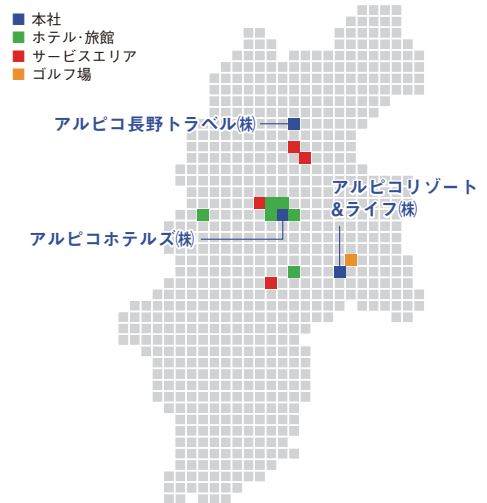 本社
ホテル・旅館
サービスエリア
ゴルフ場
アルピコ長野トラベル㈱
アルピコリゾート
&ライフ㈱
アルピコホテルズ㈱